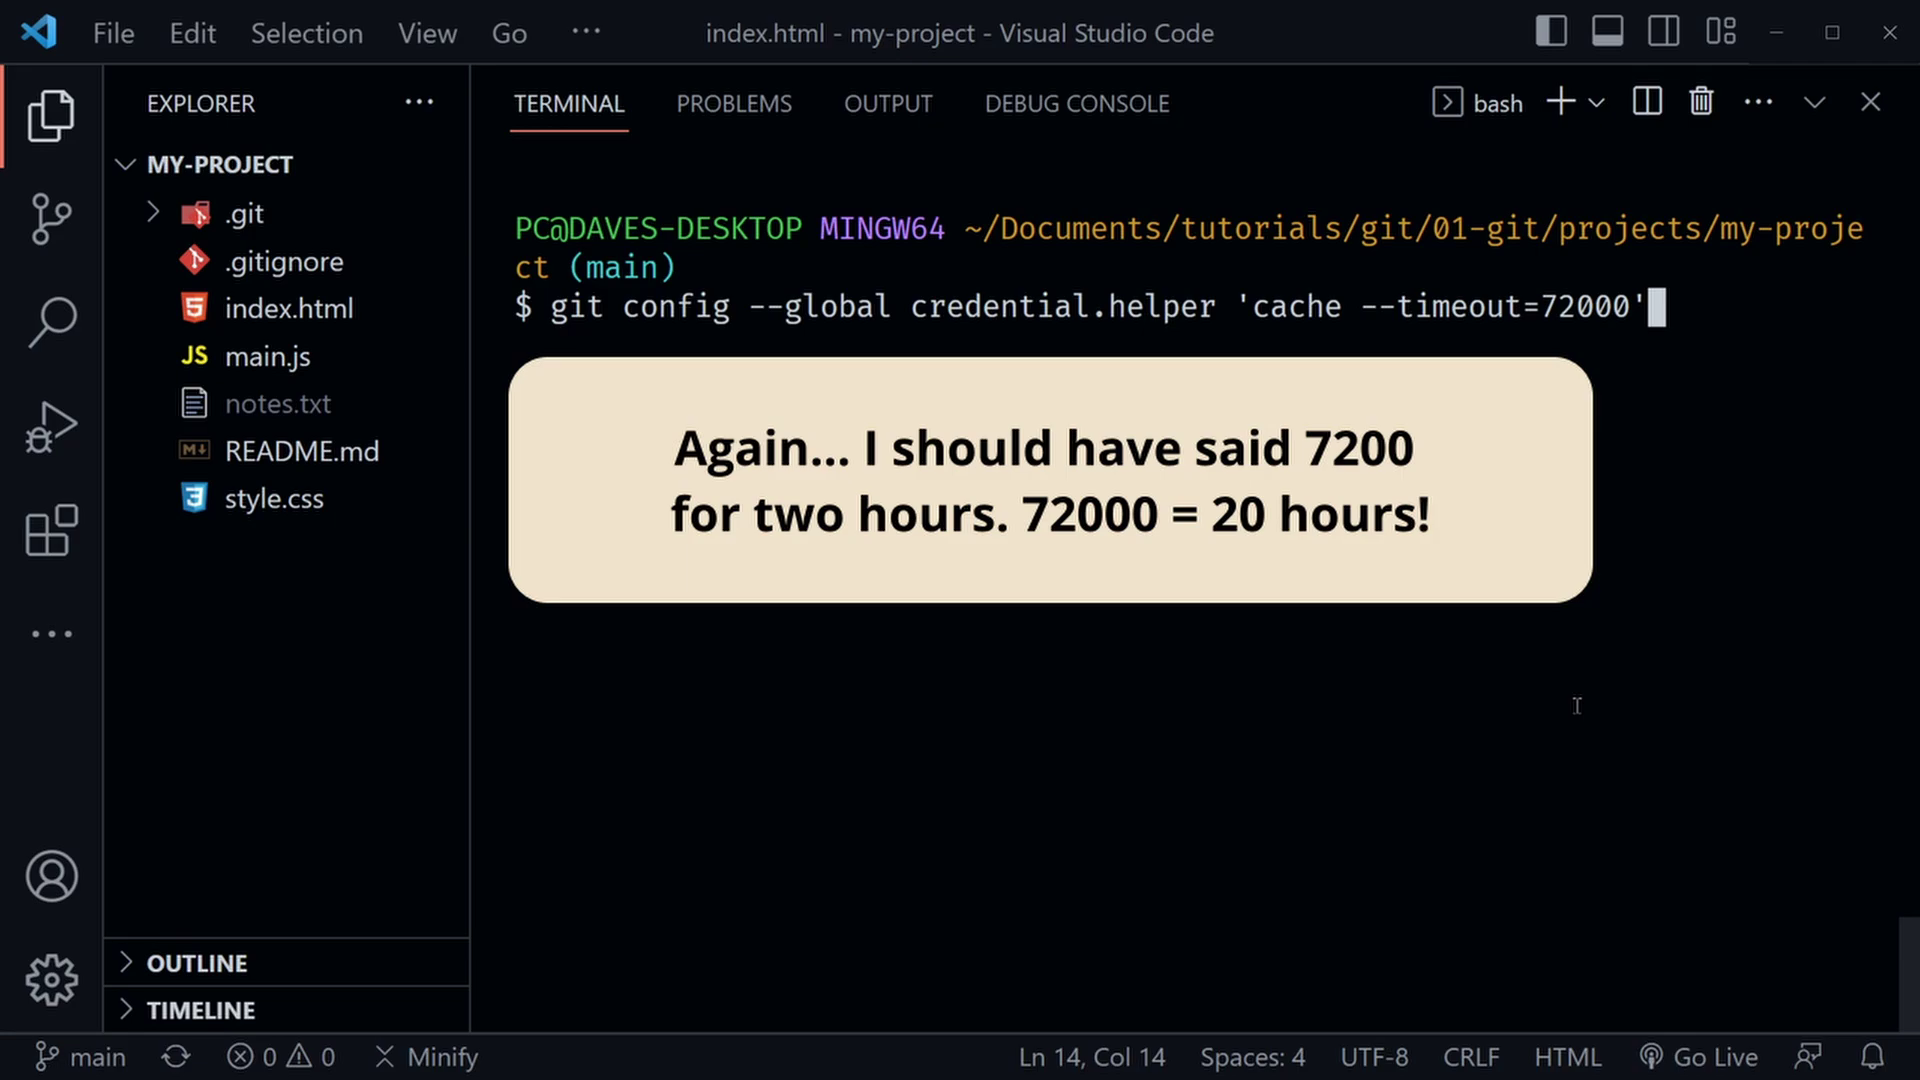 File Edit Selection View Go ··· index.html - my-project - Visual Studio Code
EXPLORER ···
MY-PROJECT
.git
.gitignore
index.html
JS main.js
notes.txt
README.md
style.css
OUTLINE
TIMELINE
TERMINAL PROBLEMS OUTPUT DEBUG CONSOLE bash
PC@DAVES-DESKTOP MINGW64 ~/Documents/tutorials/git/01-git/projects/my-proje
ct (main)
$ git config --global credential.helper 'cache --timeout=72000'
Again... I should have said 7200
for two hours. 72000 = 20 hours!
main 0 0 Minify Ln 14, Col 14 Spaces: 4 UTF-8 CRLF HTML Go Live